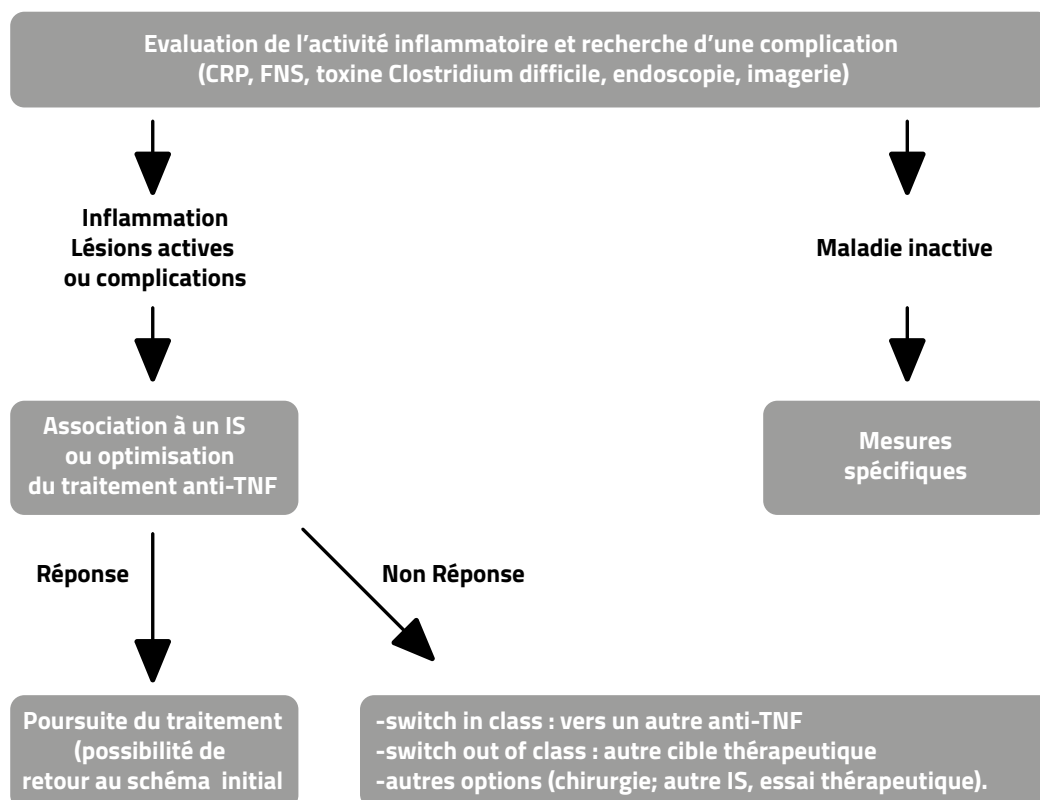 Evaluation de l’activité inflammatoire et recherche d’une complication
(CRP, FNS, toxine Clostridium difficile, endoscopie, imagerie)
Inflammation
Lésions actives
ou complications
Maladie inactive
Association à un IS
ou optimisation
du traitement anti-TNF
Mesures
spécifiques
Réponse
Non Réponse
Poursuite du traitement
(possibilité de
retour au schéma initial
-switch in class : vers un autre anti-TNF
-switch out of class : autre cible thérapeutique
-autres options (chirurgie; autre IS, essai thérapeutique).